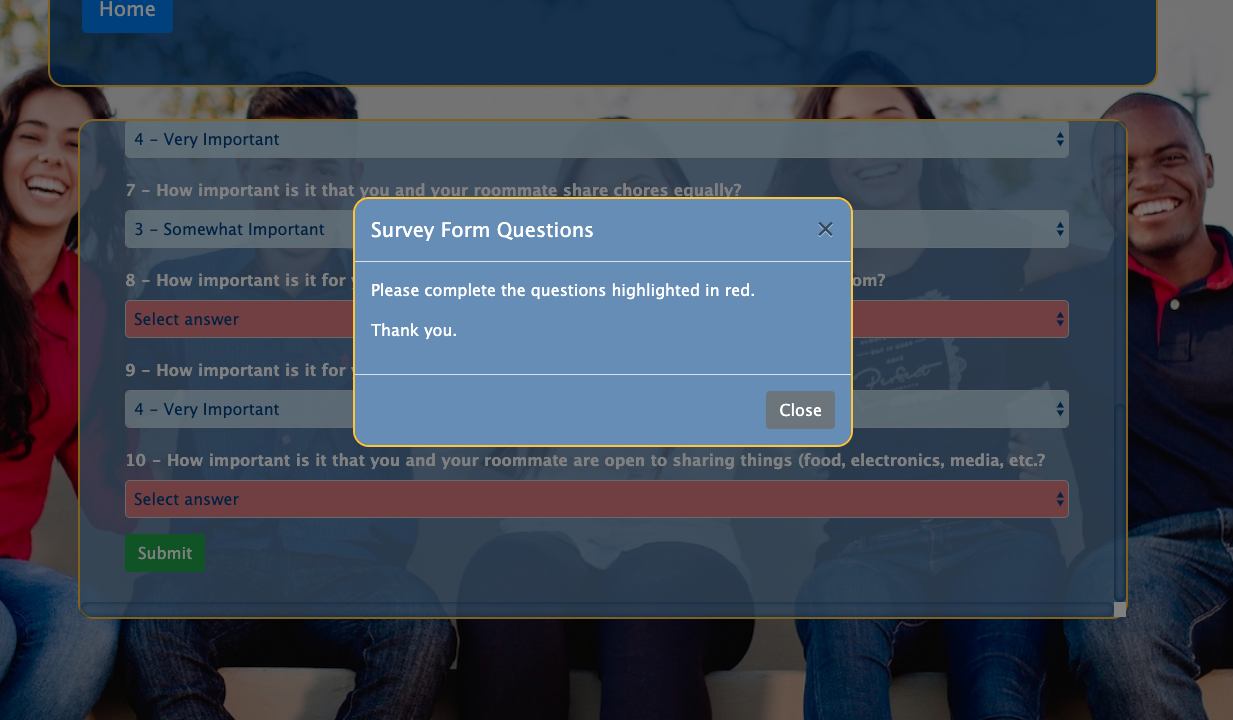 Home
4 – Very Important
7 – How important is it that you and your roommate share chores equally?
3 – Somewhat Important
Survey Form Questions
×
8 – How important is it for
om?
Please complete the questions highlighted in red.
Select answer
Thank you.
9 – How important is it for
4 – Very Important
Close
10 – How important is it that you and your roommate are open to sharing things (food, electronics, media, etc.?
Select answer
Submit
Perfect